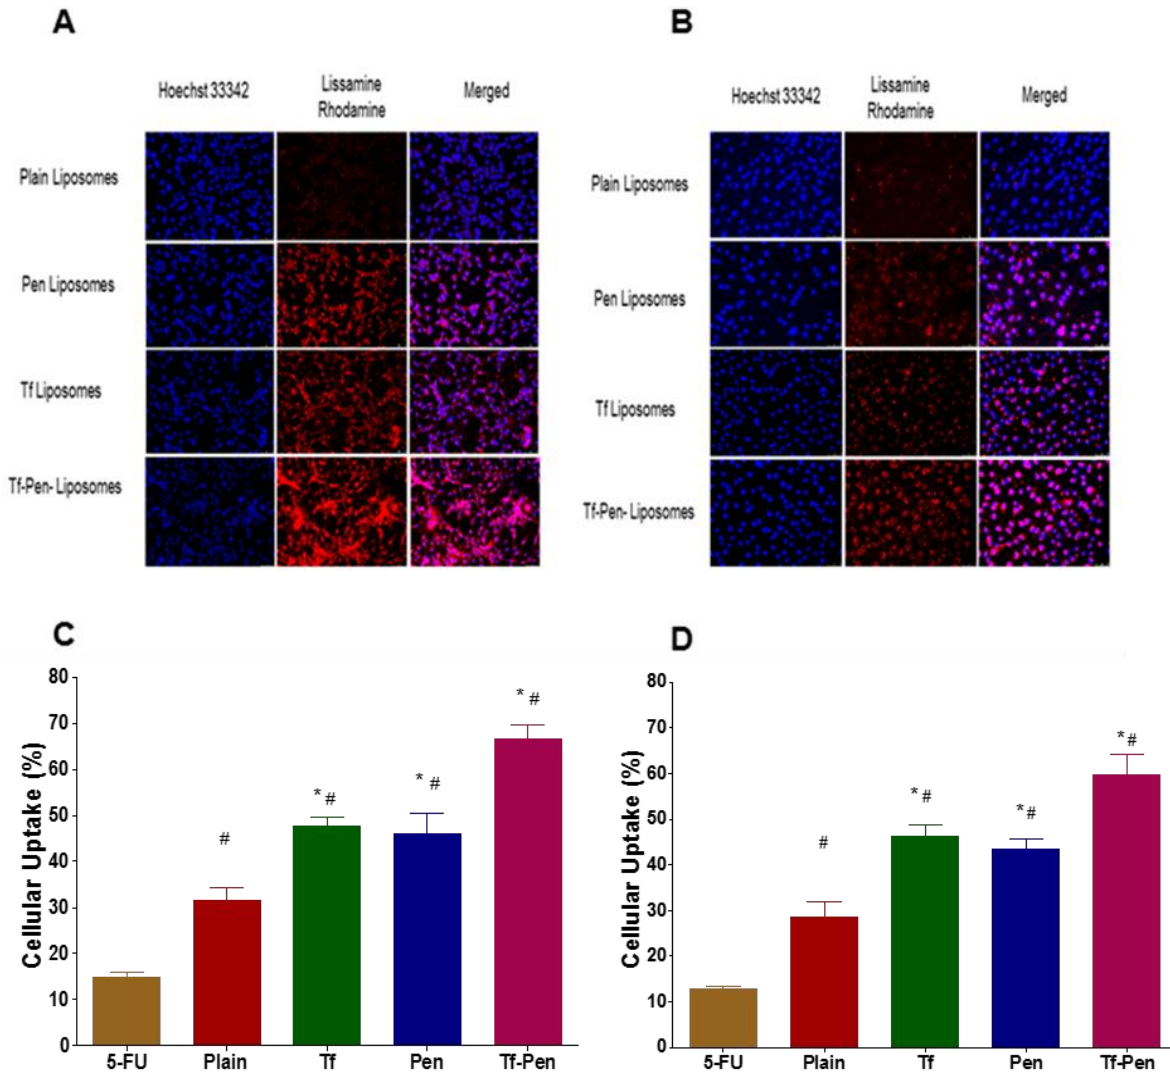 A
Hoechst 33342
Lissamine
Rhodamine
Merged
Plain Liposomes
Pen Liposomes
Tf Liposomes
Tf-Pen- Liposomes
B
Hoechst 33342
Lissamine
Rhodamine
Merged
Plain Liposomes
Pen Liposomes
Tf Liposomes
Tf-Pen- Liposomes
C
Cellular Uptake (%)
80
70
60
50
40
30
20
10
0
#
* #
* #
* #
5-FU Plain Tf Pen Tf-Pen
D
Cellular Uptake (%)
80
70
60
50
40
30
20
10
0
#
* #
* #
* #
5-FU Plain Tf Pen Tf-Pen